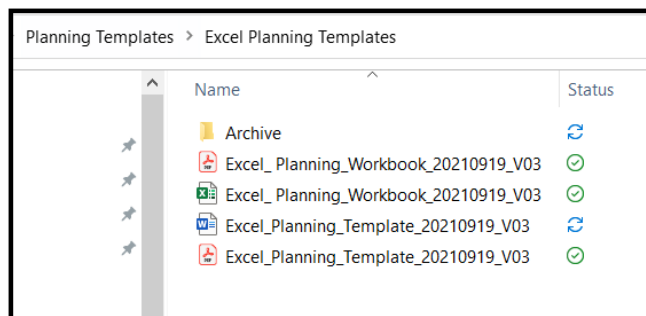 Planning Templates > Excel Planning Templates
Name Status
Archive
Excel_ Planning_Workbook_20210919_V03
Excel_ Planning_Workbook_20210919_V03
Excel_Planning_Template_20210919_V03
Excel_Planning_Template_20210919_V03